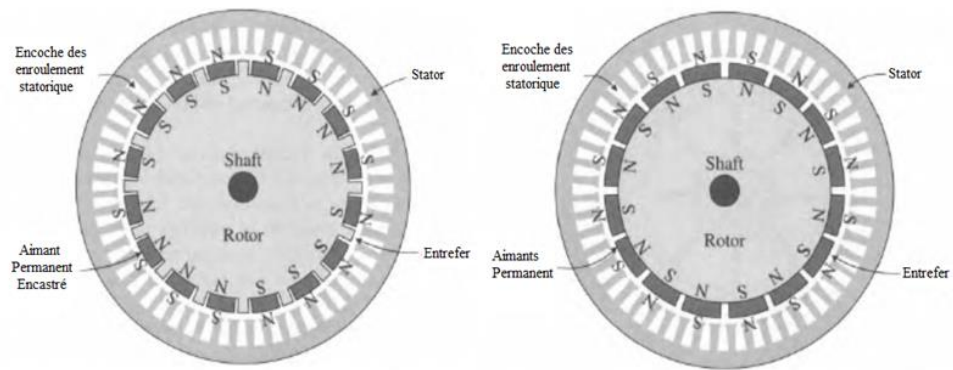 Encoche des
enroulement
statorique
Stator
Shaft
Rotor
Aimant
Permanent
Encastré
Entrefer
Encoche des
enroulement
statorique
Stator
Shaft
Rotor
Aimants
Permanent
Entrefer